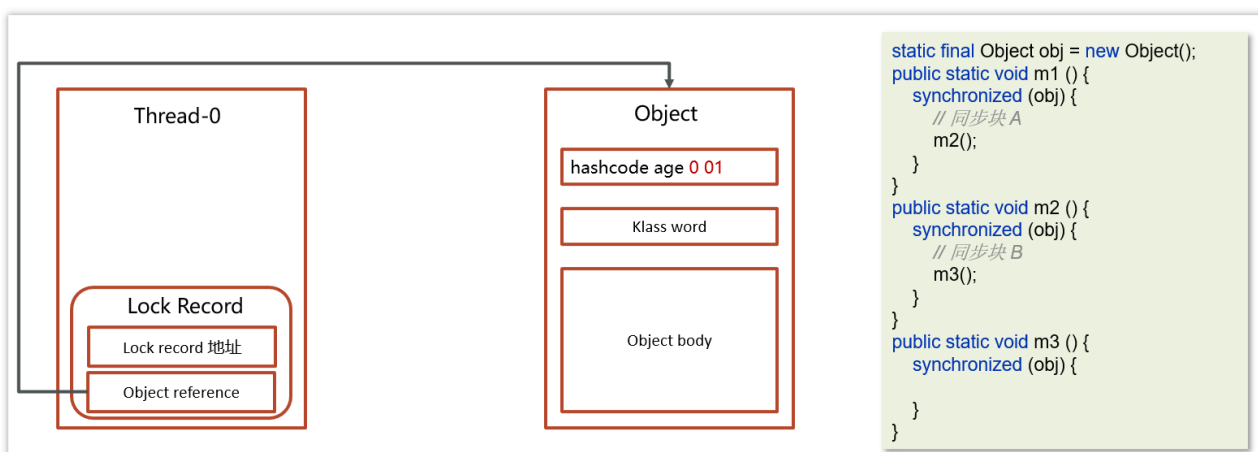 Thread-0
Lock Record
Lock record 地址
Object reference
Object
hashcode age 0 01
Klass word
Object body
static final Object obj = new Object();
public static void m1 () {
synchronized (obj) {
// 同步块 A
m2();
}
}
public static void m2 () {
synchronized (obj) {
// 同步块 B
m3();
}
}
public static void m3 () {
synchronized (obj) {
}
}